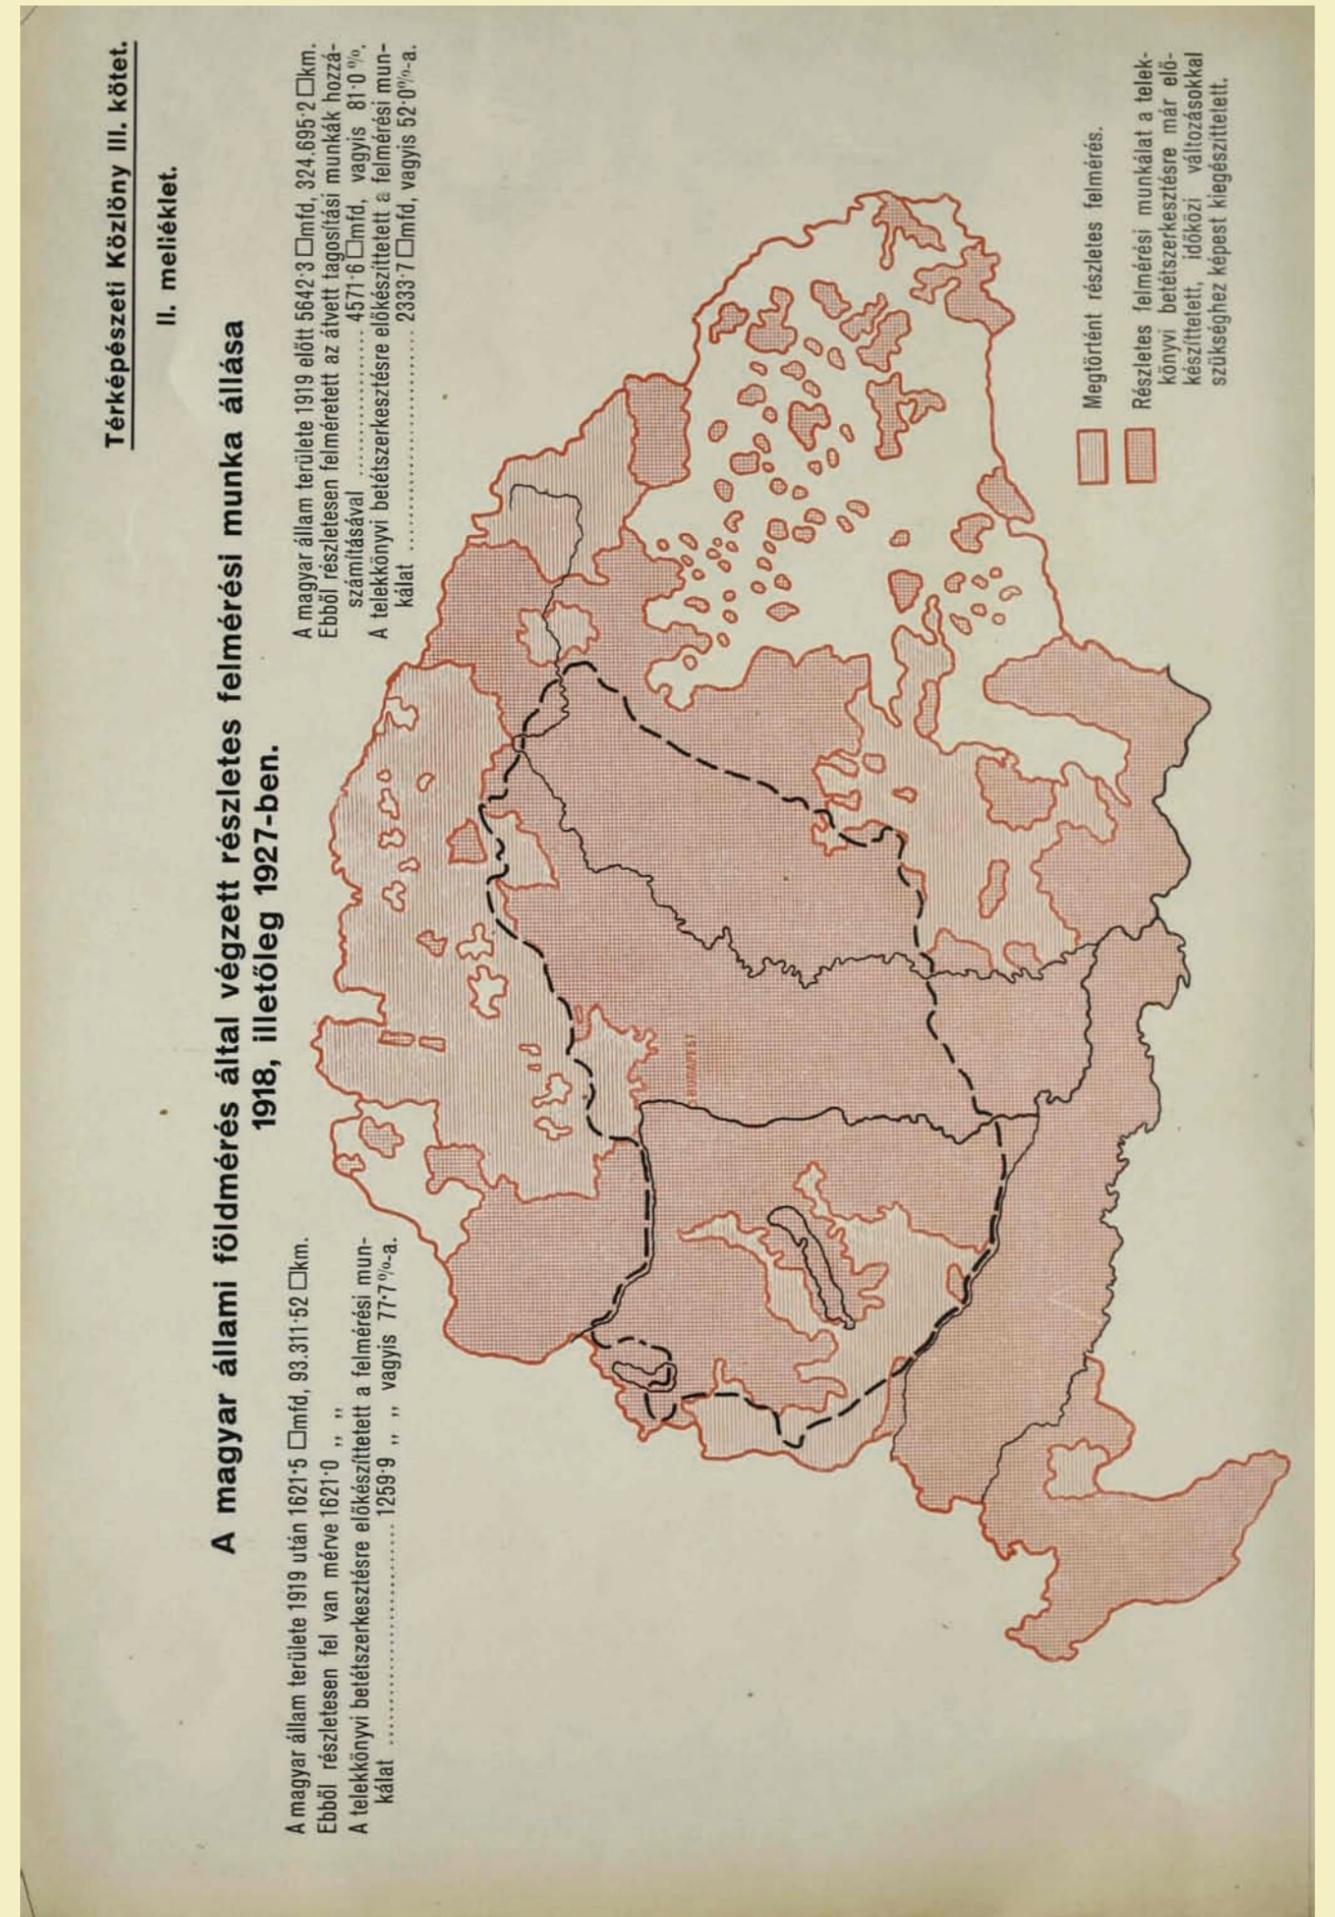 Térképészeti Közlöny III. kötet.
II. meliéklet.
A magyar állami földmérés által végzett részletes felmérési munka állása
1918, illetőleg 1927-ben.
A magyar állam területe 1919 után 1621·5 □mfd, 93.311·52 □km.
Ebből részletesen fel van mérve 1621·0 „ „
A telekkönyvi betétszerkesztésre előkészíttetett a felmérési mun-
kálat ........................ 1259·9 „ „ vagyis 77·7%-a.
A magyar állam területe 1919 előtt 5642·3 □mfd, 324.695·2 □km.
Ebből részletesen felméretett az átvett tagosítási munkák hozzá-
számításával ............... 4571·6 □mfd, vagyis 81·0 %.
A telekkönyvi betétszerkesztésre előkészíttetett a felmérési mun-
kálat ........................ 2333·7 □mfd, vagyis 52·0%-a.
BUDAPEST
Megtörtént részletes felmérés.
Részletes felmérési munkálat a telek-
könyvi betétszerkesztésre már elő-
készíttetett, időközi változásokkal
szükséghez képest kiegészíttetett.